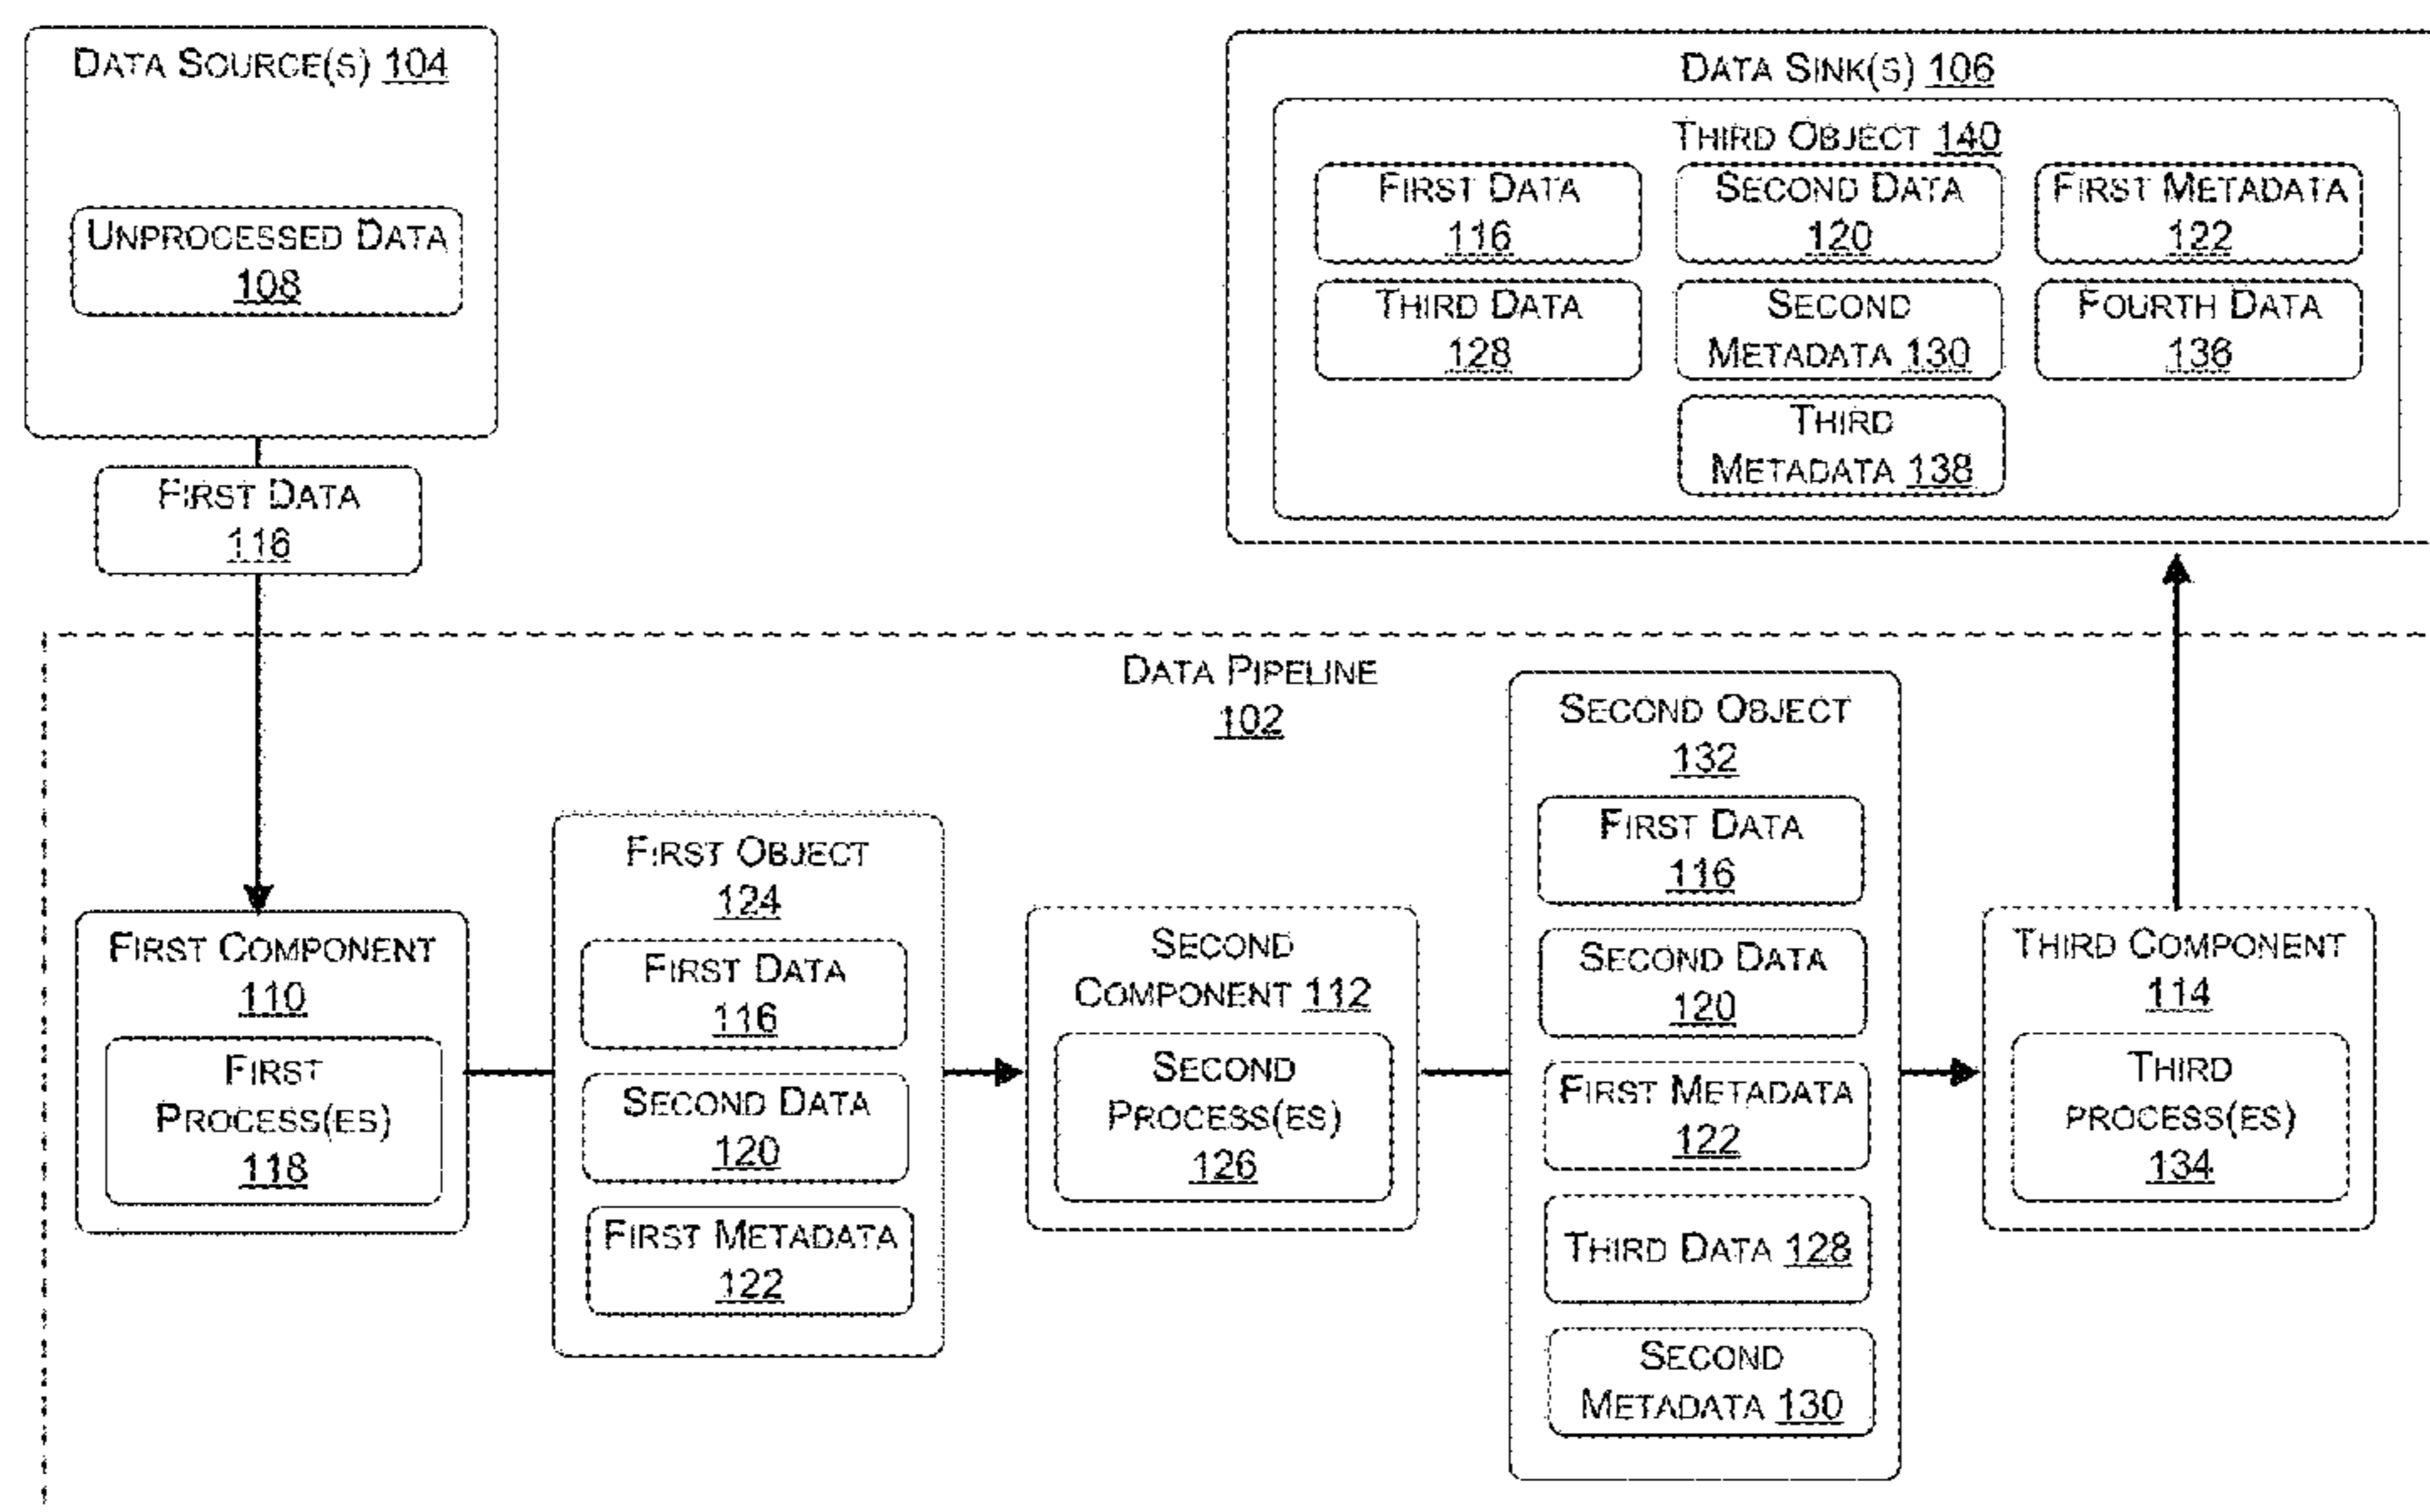 DATA SOURCE(S) 104
UNPROCESSED DATA
108
FIRST DATA
116
DATA SINK(S) 106
THIRD OBJECT 140
FIRST DATA
116
SECOND DATA
120
FIRST METADATA
122
THIRD DATA
128
SECOND
METADATA 130
FOURTH DATA
136
THIRD
METADATA 138
DATA PIPELINE
102
FIRST COMPONENT
110
FIRST
PROCESS(ES)
118
FIRST OBJECT
124
FIRST DATA
116
SECOND DATA
120
FIRST METADATA
122
SECOND
COMPONENT 112
SECOND
PROCESS(ES)
126
SECOND OBJECT
132
FIRST DATA
116
SECOND DATA
120
FIRST METADATA
122
THIRD DATA 128
SECOND
METADATA 130
THIRD COMPONENT
114
THIRD
PROCESS(ES)
134